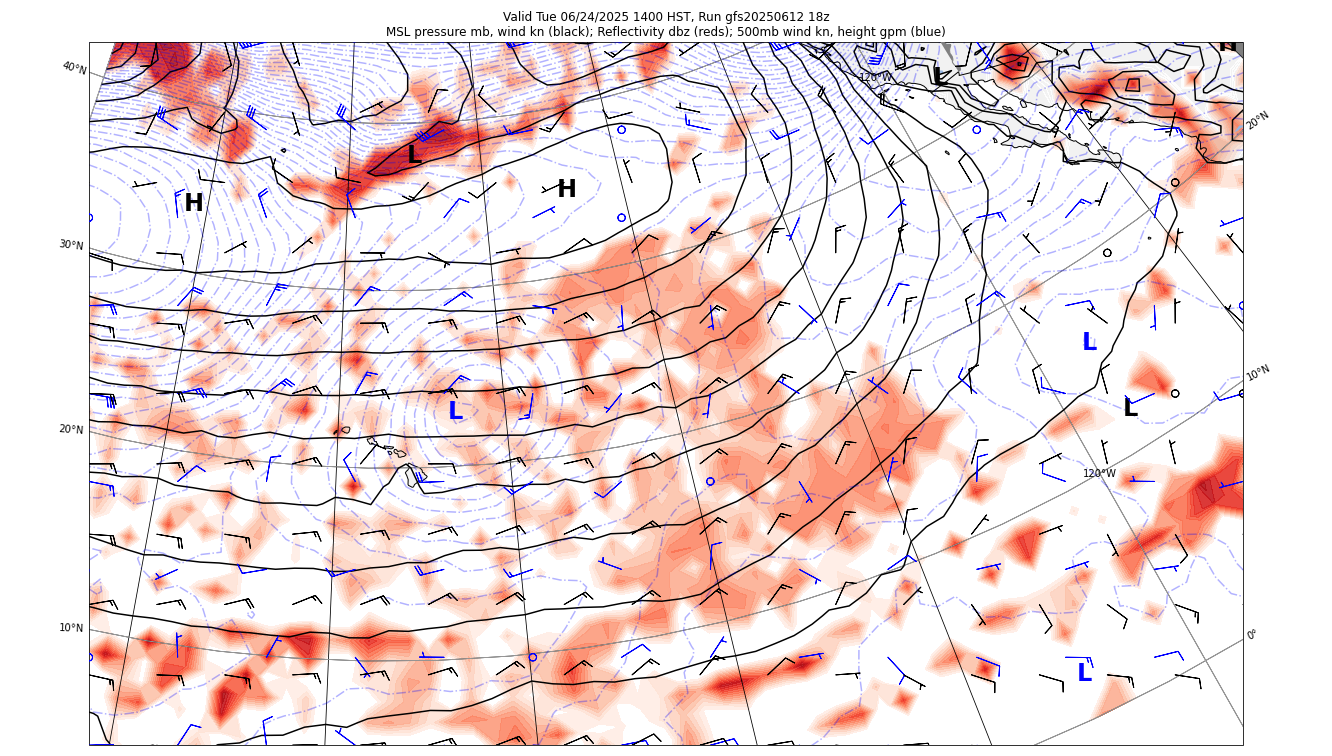 Valid Tue 06/24/2025 1400 HST, Run gfs20250612 18z
MSL pressure mb, wind kn (black); Reflectivity dbz (reds); 500mb wind kn, height gpm (blue)
H
40°N
120°W
L
20°N
L
H
H
30°N
L
10°N
L
L
20°N
120°W
10°N
0°
L